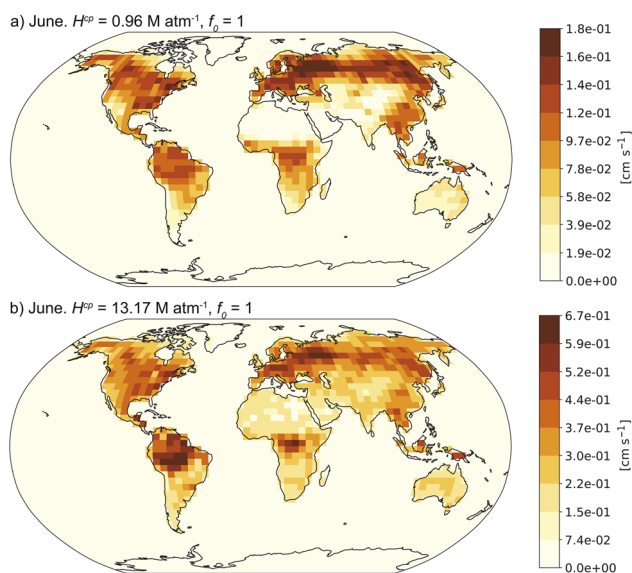 a) June. H^cp = 0.96 M atm⁻¹, f₀ = 1
1.8e-01
1.6e-01
1.4e-01
1.2e-01
9.7e-02
7.8e-02
5.8e-02
3.9e-02
1.9e-02
0.0e+00
[cm s⁻¹]
b) June. H^cp = 13.17 M atm⁻¹, f₀ = 1
6.7e-01
5.9e-01
5.2e-01
4.4e-01
3.7e-01
3.0e-01
2.2e-01
1.5e-01
7.4e-02
0.0e+00
[cm s⁻¹]